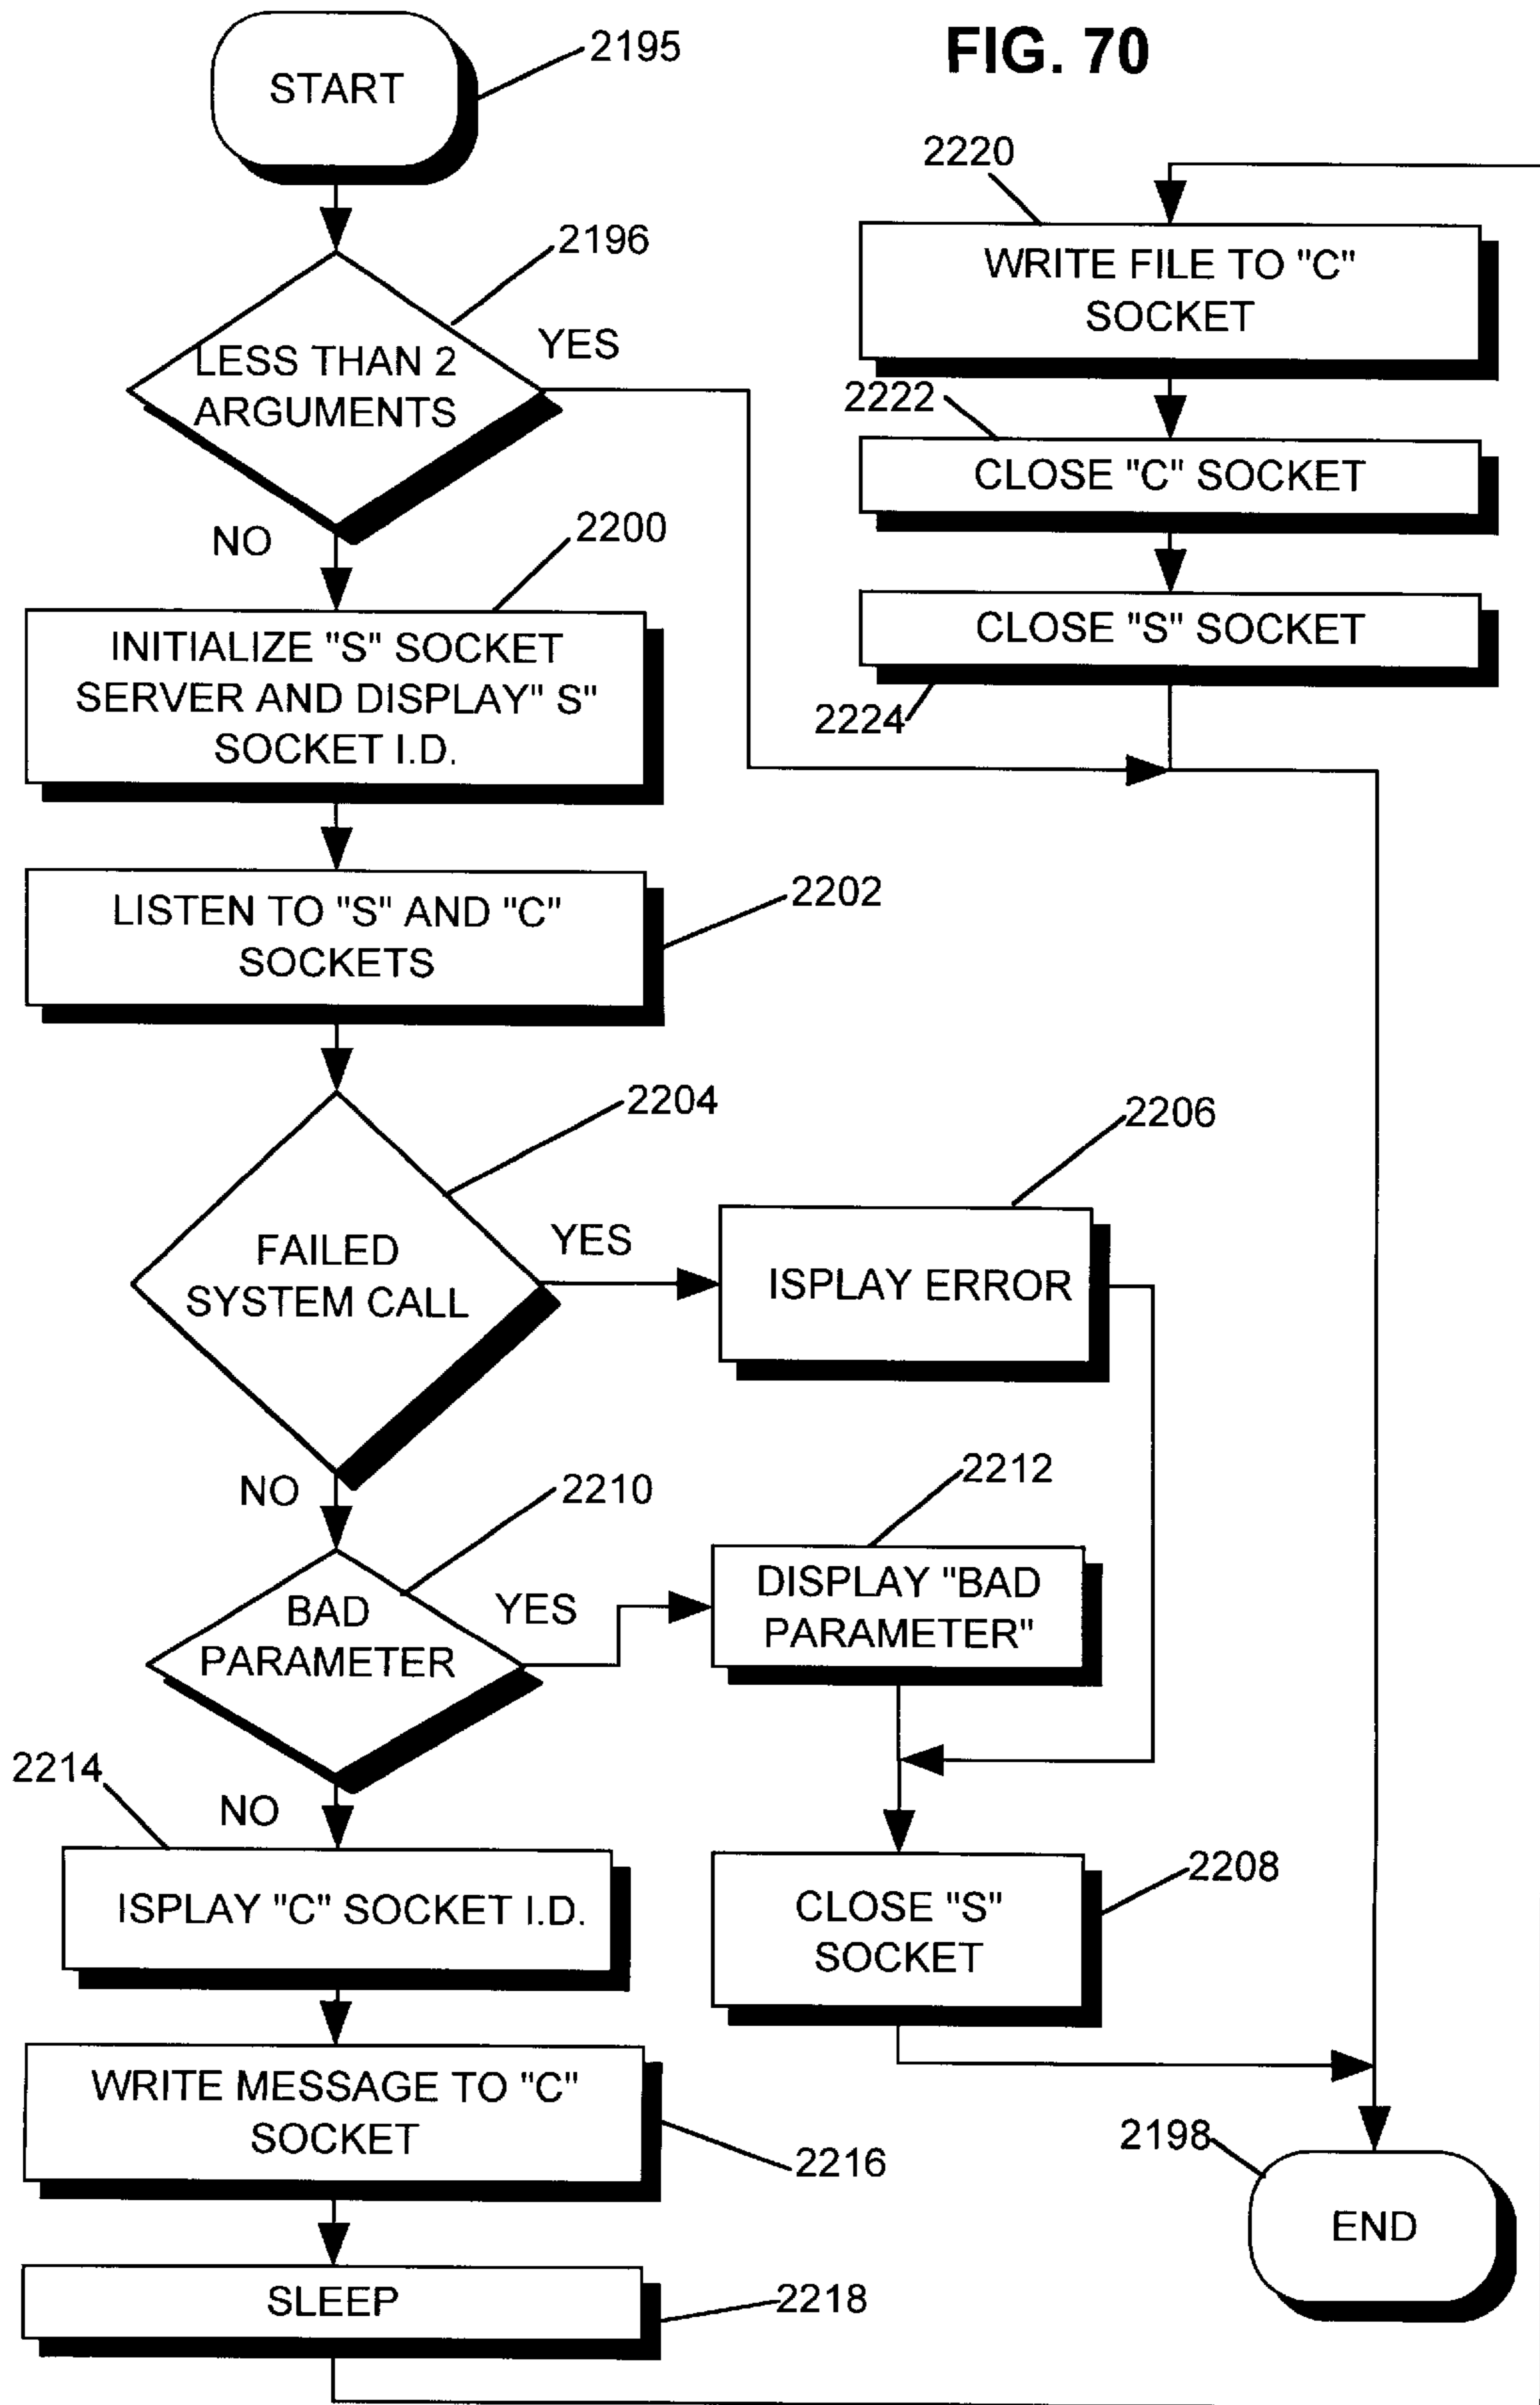 FIG. 70
START
2195
2196
LESS THAN 2
ARGUMENTS
YES
NO
2200
INITIALIZE "S" SOCKET
SERVER AND DISPLAY" S"
SOCKET I.D.
LISTEN TO "S" AND "C"
SOCKETS
2202
2204
FAILED
SYSTEM CALL
YES
2206
ISPLAY ERROR
NO
2210
BAD
PARAMETER
YES
2212
DISPLAY "BAD
PARAMETER"
2214
NO
ISPLAY "C" SOCKET I.D.
CLOSE "S"
SOCKET
2208
WRITE MESSAGE TO "C"
SOCKET
2216
SLEEP
2218
2220
WRITE FILE TO "C"
SOCKET
2222
CLOSE "C" SOCKET
CLOSE "S" SOCKET
2224
2198
END